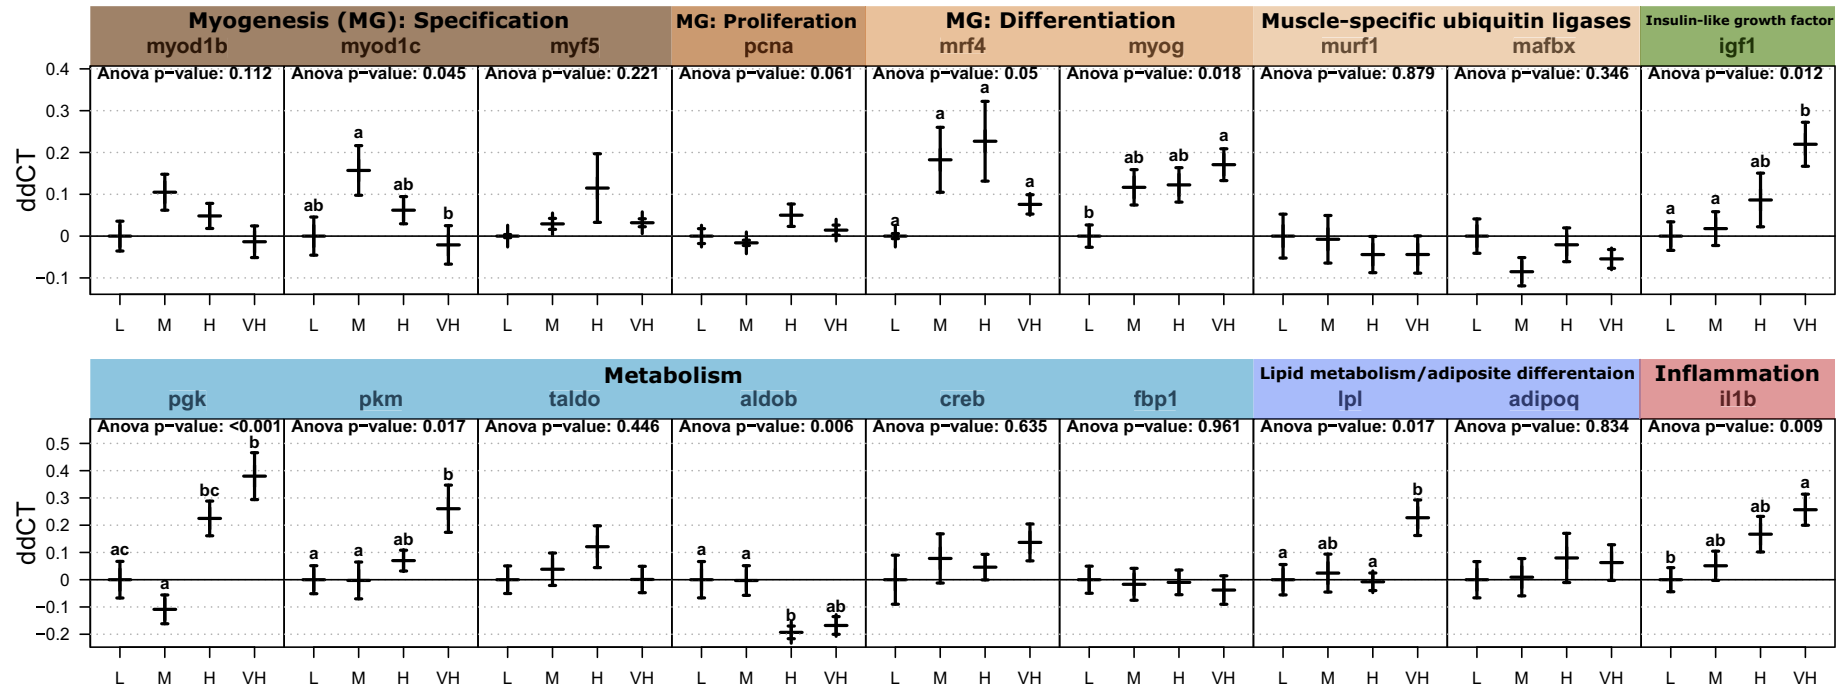 Myogenesis (MG): Specification MG: Proliferation MG: Differentiation Muscle-specific ubiquitin ligases Insulin-like growth factor
myod1b myod1c myf5 pcna mrf4 myog murf1 mafbx igf1
Anova p-value: 0.112 Anova p-value: 0.045 Anova p-value: 0.221 Anova p-value: 0.061 Anova p-value: 0.05 Anova p-value: 0.018 Anova p-value: 0.879 Anova p-value: 0.346 Anova p-value: 0.012
ddCT
0.4
0.3
0.2
0.1
0
-0.1
ab a ab b
a a a a
b ab ab a
a a ab b
L M H VH L M H VH L M H VH L M H VH L M H VH L M H VH L M H VH L M H VH L M H VH
Metabolism Lipid metabolism/adiposite differentaion Inflammation
pgk pkm taldo aldob creb fbp1 lpl adipoq il1b
Anova p-value: <0.001 Anova p-value: 0.017 Anova p-value: 0.446 Anova p-value: 0.006 Anova p-value: 0.635 Anova p-value: 0.961 Anova p-value: 0.017 Anova p-value: 0.834 Anova p-value: 0.009
ddCT
0.5
0.4
0.3
0.2
0.1
0
-0.1
-0.2
ac a bc b
a a ab b
a a b ab
a ab a b
b ab ab a
L M H VH L M H VH L M H VH L M H VH L M H VH L M H VH L M H VH L M H VH L M H VH